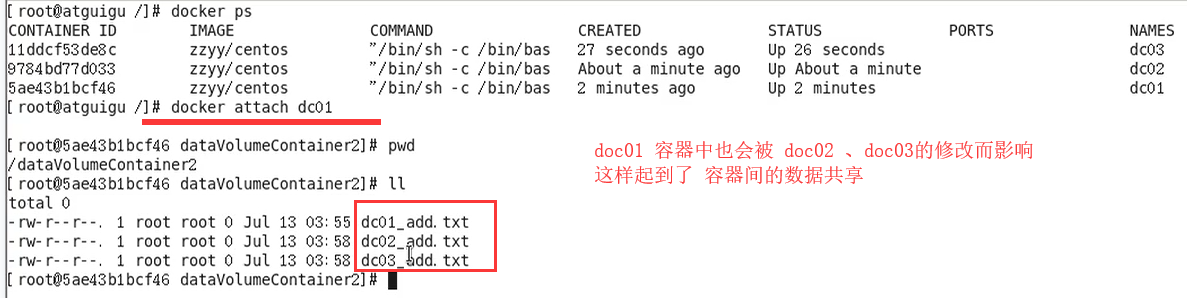 [root@atguigu /]# docker ps
CONTAINER ID IMAGE COMMAND CREATED STATUS PORTS NAMES
11ddcf53de8c zzyy/centos "/bin/sh -c /bin/bas 27 seconds ago Up 26 seconds dc03
9784bd77d033 zzyy/centos "/bin/sh -c /bin/bas About a minute ago Up About a minute dc02
5ae43b1bcf46 zzyy/centos "/bin/sh -c /bin/bas 2 minutes ago Up 2 minutes dc01
[root@atguigu /]# docker attach dc01
[root@5ae43b1bcf46 dataVolumeContainer2]# pwd
/dataVolumeContainer2
[root@5ae43b1bcf46 dataVolumeContainer2]# ll
total 0
-rw-r--r--. 1 root root 0 Jul 13 03:55 dc01_add.txt
-rw-r--r--. 1 root root 0 Jul 13 03:58 dc02_add.txt
-rw-r--r--. 1 root root 0 Jul 13 03:58 dc03_add.txt
[root@5ae43b1bcf46 dataVolumeContainer2]#
doc01 容器中也会被 doc02 、doc03的修改而影响
这样起到了 容器间的数据共享